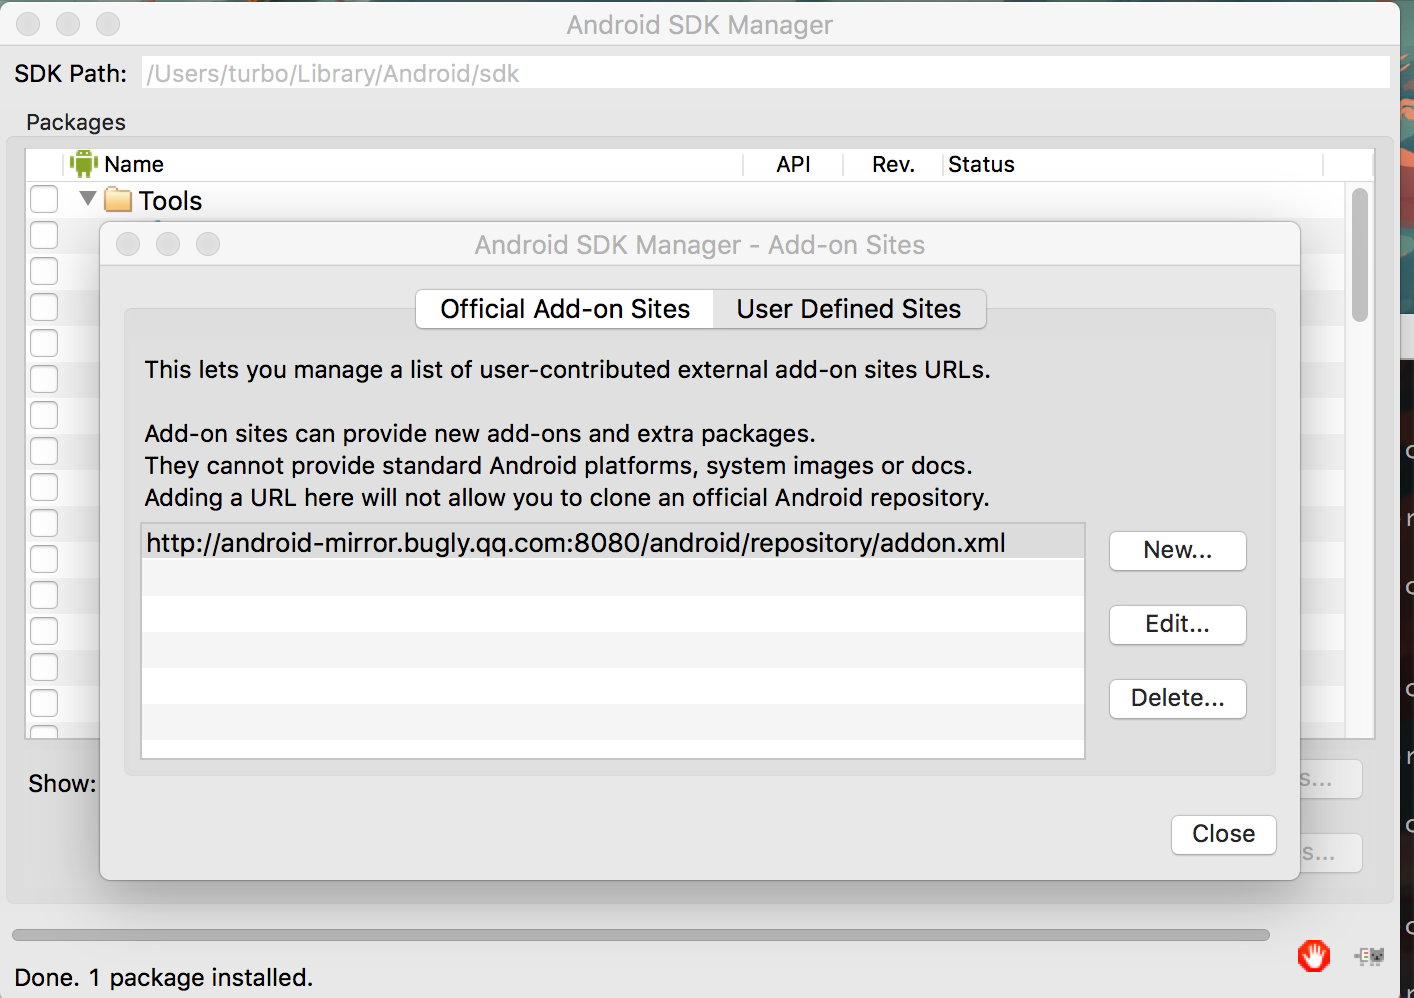 Android SDK Manager
SDK Path: /Users/turbo/Library/Android/sdk
Packages
Name API Rev. Status
Tools
Android SDK Manager - Add-on Sites
Official Add-on Sites User Defined Sites
This lets you manage a list of user-contributed external add-on sites URLs.
Add-on sites can provide new add-ons and extra packages.
They cannot provide standard Android platforms, system images or docs.
Adding a URL here will not allow you to clone an official Android repository.
http://android-mirror.bugly.qq.com:8080/android/repository/addon.xml
New...
Edit...
Delete...
Show:
Close
Done. 1 package installed.